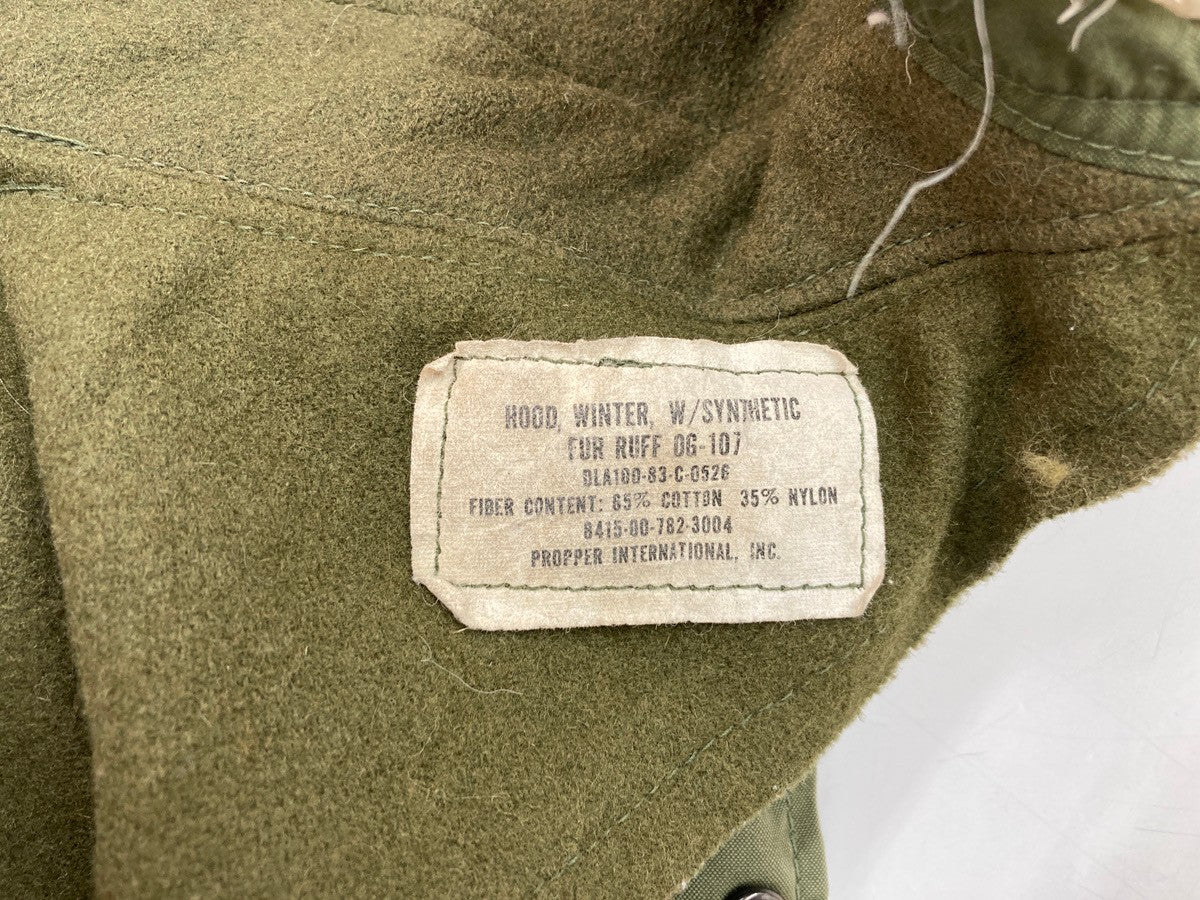 HOOD, WINTER, W/SYNTHETIC
FUR RUFF OG-107
DLA100-83-C-0526
FIBER CONTENT: 65% COTTON 35% NYLON
8415-00-782-3004
PROPPER INTERNATIONAL, INC.